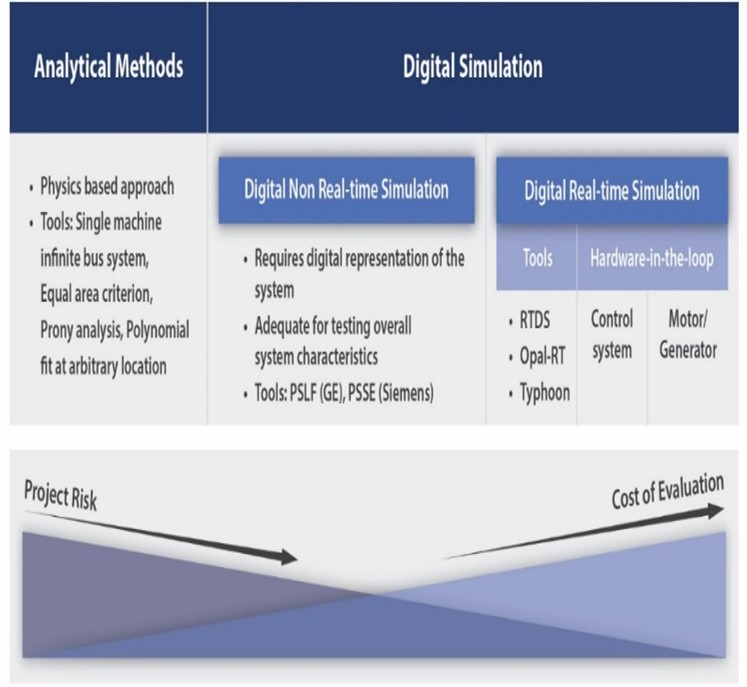 Analytical Methods
Digital Simulation
• Physics based approach
• Tools: Single machine
infinite bus system,
Equal area criterion,
Prony analysis, Polynomial
fit at arbitrary location
Digital Non Real-time Simulation
• Requires digital representation of the
system
• Adequate for testing overall
system characteristics
• Tools: PSLF (GE), PSSE (Siemens)
Digital Real-time Simulation
Tools
Hardware-in-the-loop
• RTDS
• Opal-RT
• Typhoon
Control
system
Motor/
Generator
Project Risk
Cost of Evaluation